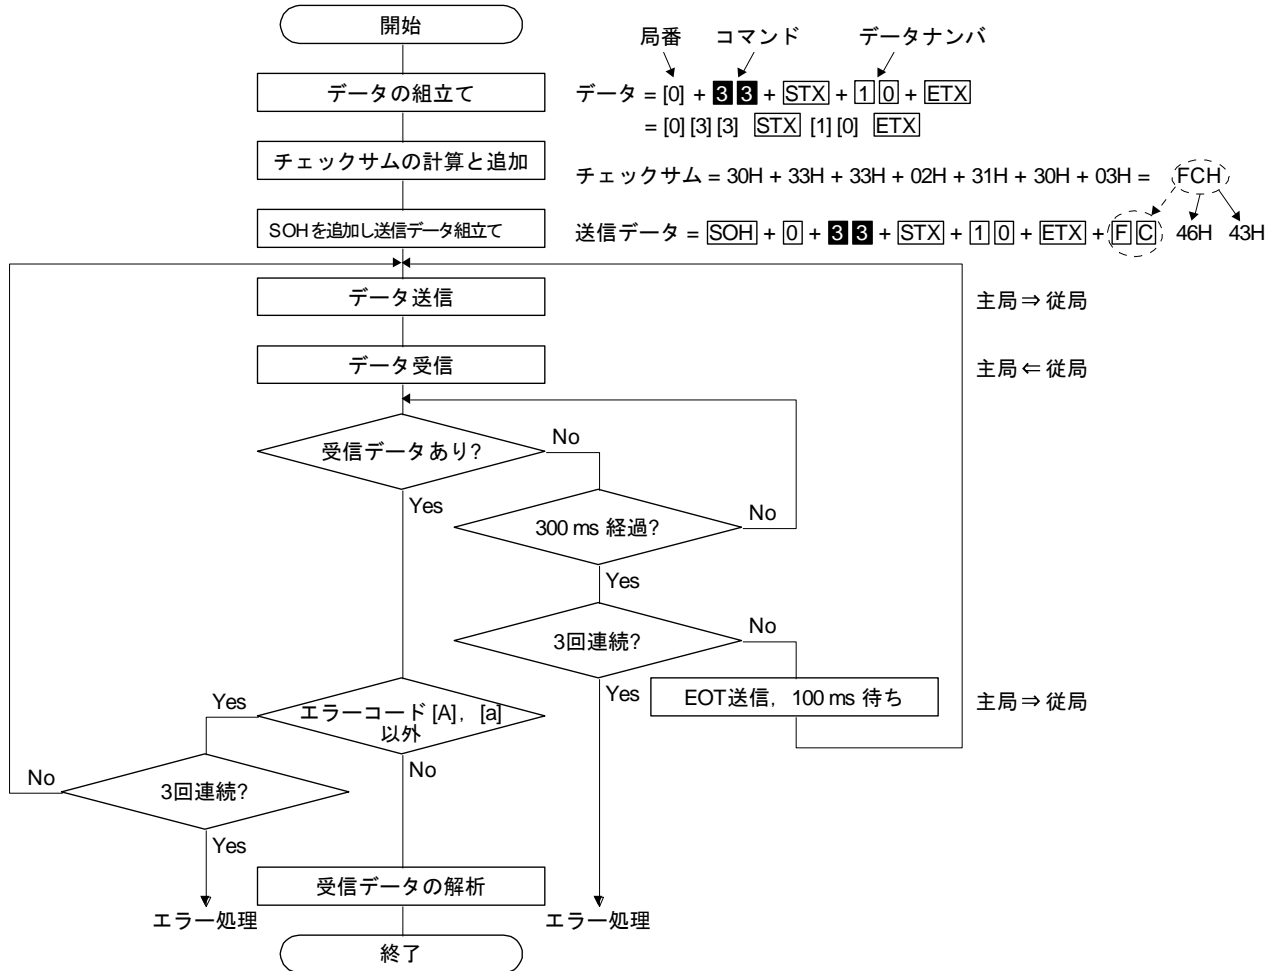 開始
局番 コマンド データナンバ
データの組立て
データ = [0] + 3 3 + STX + 1 0 + ETX
= [0] [3] [3] STX [1] [0] ETX
チェックサムの計算と追加
チェックサム = 30H + 33H + 33H + 02H + 31H + 30H + 03H = FCH
SOHを追加し送信データ組立て
送信データ = SOH + 0 + 3 3 + STX + 1 0 + ETX + F C 46H 43H
データ送信
主局 ⇒ 従局
データ受信
主局 ⇐ 従局
受信データあり?
No
Yes
300 ms 経過?
No
Yes
3回連続?
No
Yes
EOT送信, 100 ms 待ち
主局 ⇒ 従局
エラーコード [A], [a]
以外
Yes
No
3回連続?
No
Yes
受信データの解析
エラー処理
エラー処理
終了